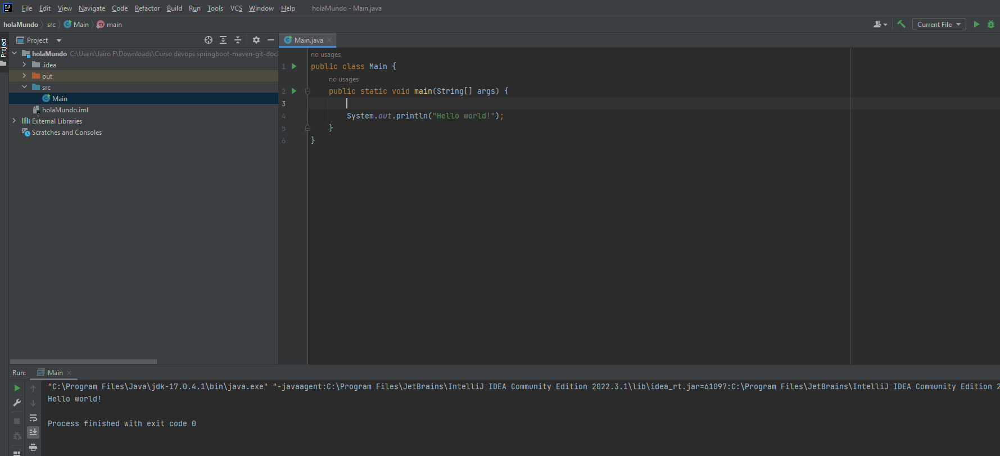 IJ File Edit View Navigate Code Refactor Build Run Tools VCS Window Help holaMundo - Main.java
holaMundo src Main main Current File
Project
Project Main.java
holaMundo C:\Users\Jairo F\Downloads\Curso devops springboot-maven-git-doc
.idea
out
src
Main
holaMundo.iml
External Libraries
Scratches and Consoles
no usages
1 public class Main {
no usages
2 public static void main(String[] args) {
3
4 System.out.println("Hello world!");
5 }
6 }
Run: Main
"C:\Program Files\Java\jdk-17.0.4.1\bin\java.exe" "-javaagent:C:\Program Files\JetBrains\IntelliJ IDEA Community Edition 2022.3.1\lib\idea_rt.jar=61097:C:\Program Files\JetBrains\IntelliJ IDEA Community Edition 2
Hello world!
Process finished with exit code 0